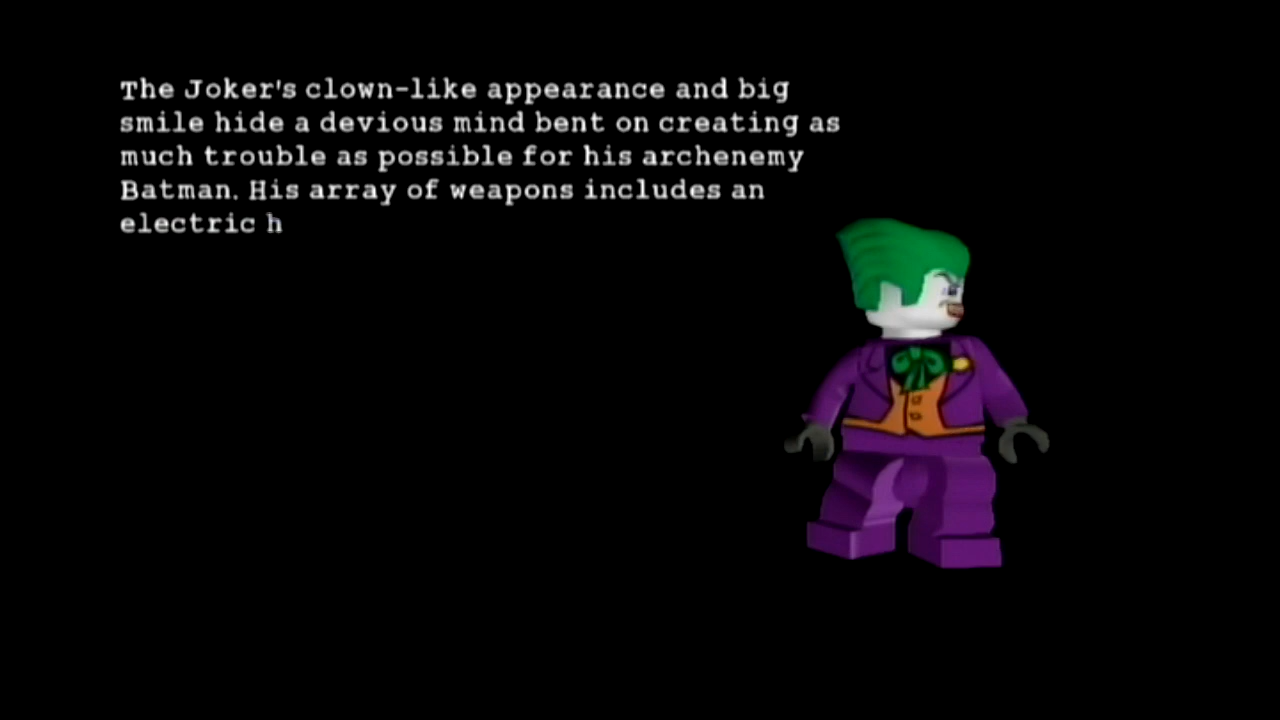 The Joker's clown-like appearance and big
smile hide a devious mind bent on creating as
much trouble as possible for his archenemy
Batman. His array of weapons includes an
electric h